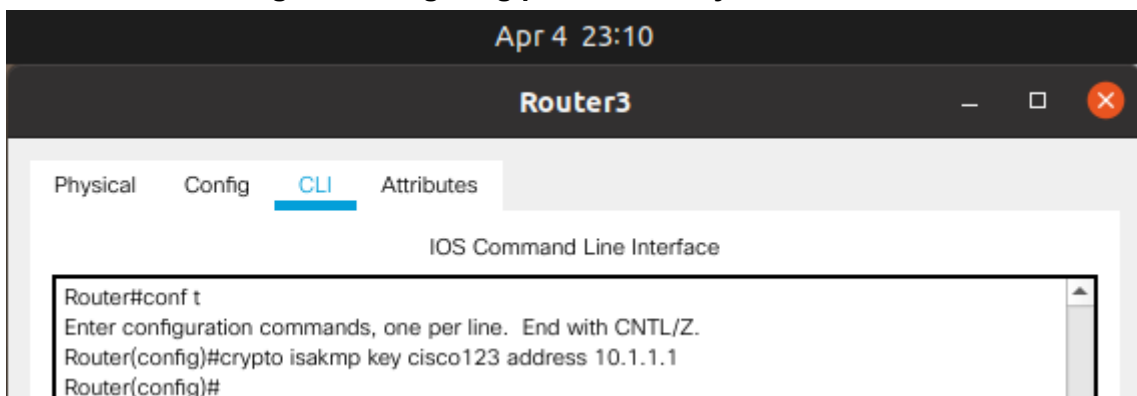 Apr 4 23:10
Router3
Physical Config CLI Attributes
IOS Command Line Interface
Router#conf t
Enter configuration commands, one per line. End with CNTL/Z.
Router(config)#crypto isakmp key cisco123 address 10.1.1.1
Router(config)#